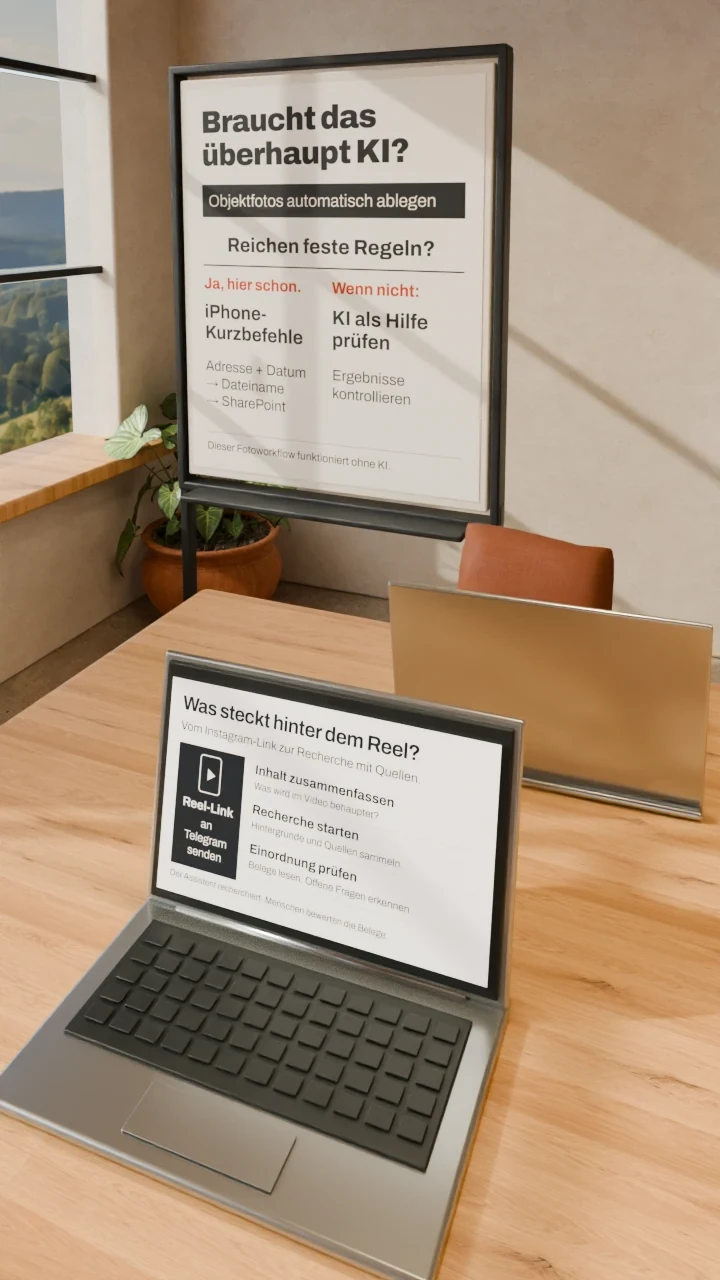 Braucht das
überhaupt KI?
Objektfotos automatisch ablegen
Reichen feste Regeln?
Ja, hier schon.
iPhone-
Kurzbefehle
Adresse + Datum
→ Dateiname
→ SharePoint
Wenn nicht:
KI als Hilfe
prüfen
Ergebnisse
kontrollieren
Dieser Fotoworkflow funktioniert ohne KI.
Was steckt hinter dem Reel?
Vom Instagram-Link zur Recherche mit Quellen.
Reel-Link
an
Telegram
senden
Inhalt zusammenfassen
Was wird im Video behauptet?
Recherche starten
Hintergründe und Quellen sammeln.
Einordnung prüfen
Belege lesen. Offene Fragen erkennen.
Der Assistent recherchiert. Menschen bewerten die Belege.